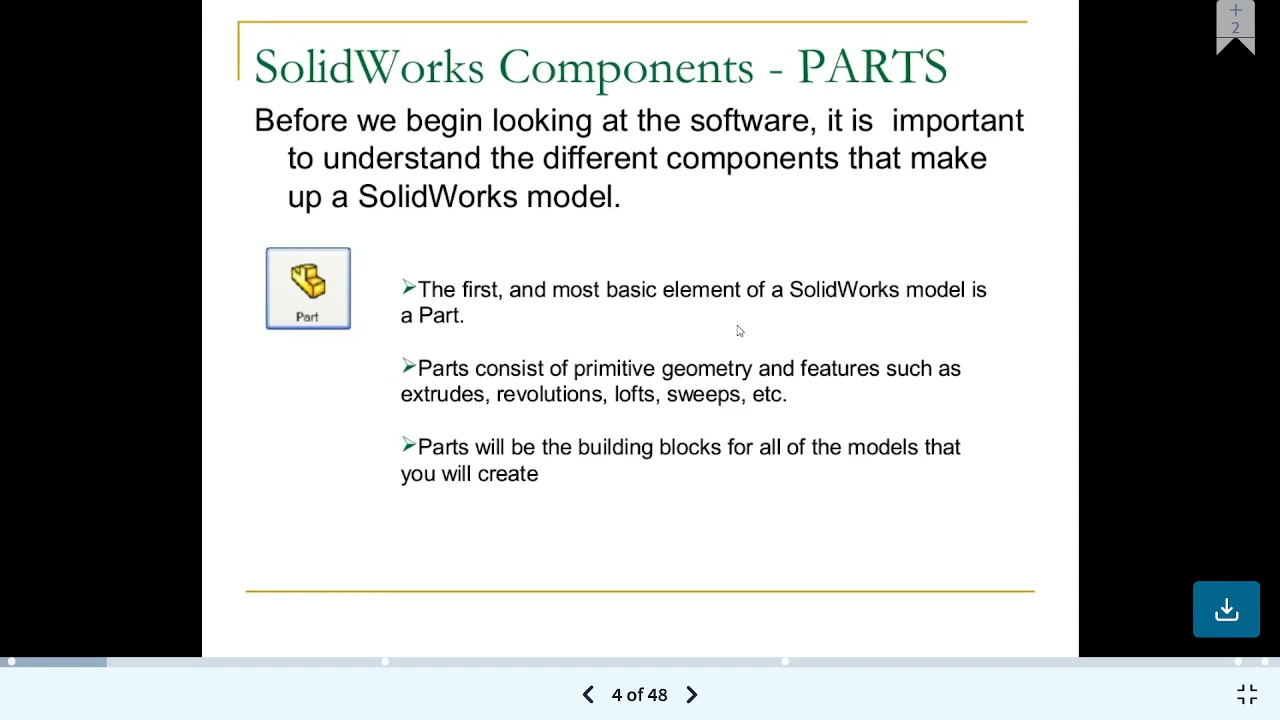 SolidWorks Components - PARTS
Before we begin looking at the software, it is important
to understand the different components that make
up a SolidWorks model.
Part
➢The first, and most basic element of a SolidWorks model is
a Part.
➢Parts consist of primitive geometry and features such as
extrudes, revolutions, lofts, sweeps, etc.
➢Parts will be the building blocks for all of the models that
you will create
+
2
4 of 48